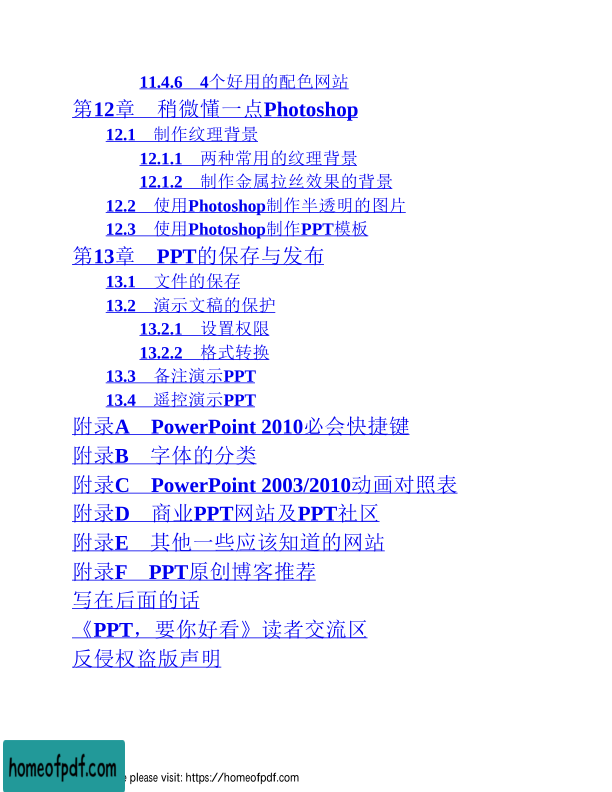 11.4.6　4个好用的配色网站
第12章　稍微懂一点Photoshop
12.1　制作纹理背景
12.1.1　两种常用的纹理背景
12.1.2　制作金属拉丝效果的背景
12.2　使用Photoshop制作半透明的图片
12.3　使用Photoshop制作PPT模板
第13章　PPT的保存与发布
13.1　文件的保存
13.2　演示文稿的保护
13.2.1　设置权限
13.2.2　格式转换
13.3　备注演示PPT
13.4　遥控演示PPT
附录A　PowerPoint 2010必会快捷键
附录B　字体的分类
附录C　PowerPoint 2003/2010动画对照表
附录D　商业PPT网站及PPT社区
附录E　其他一些应该知道的网站
附录F　PPT原创博客推荐
写在后面的话
《PPT，要你好看》读者交流区
反侵权盗版声明
homeofpdf.com
please visit: https://homeofpdf.com